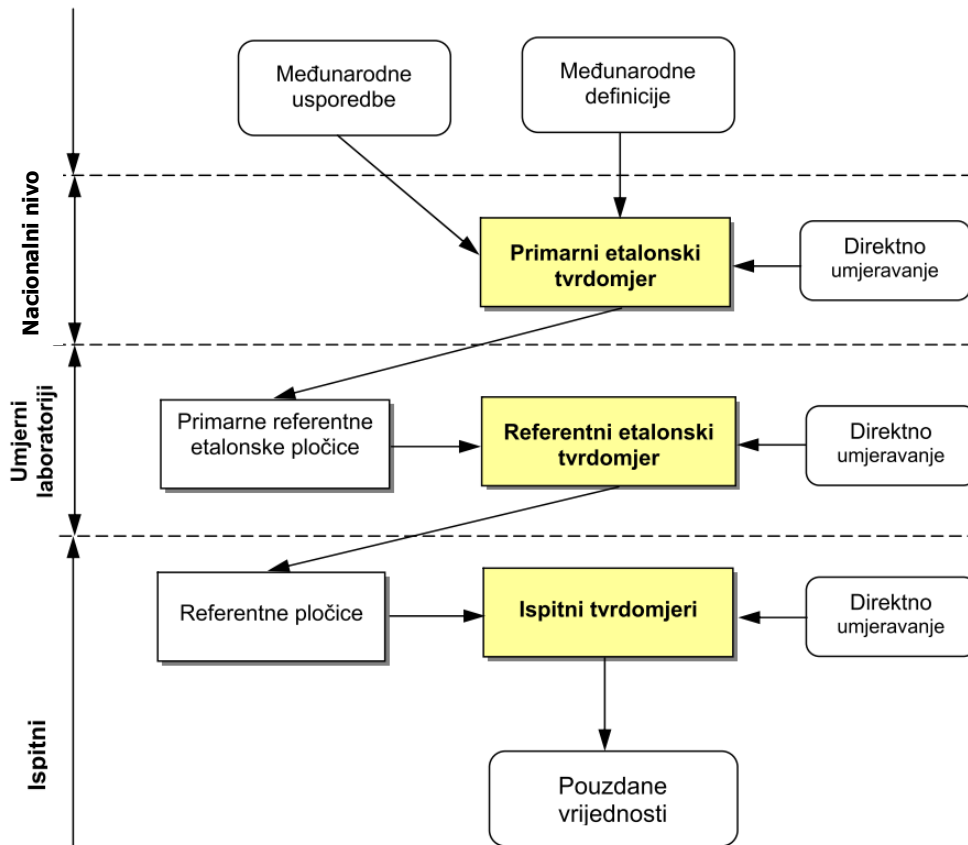 Međunarodne
usporedbe
Međunarodne
definicije
Nacionalni nivo
Primarni etalonski
tvrdomjer
Direktno
umjeravanje
Umjerni
laboratoriji
Primarne referentne
etalonske pločice
Referentni etalonski
tvrdomjer
Direktno
umjeravanje
Ispitni
Referentne pločice
Ispitni tvrdomjeri
Direktno
umjeravanje
Pouzdane
vrijednosti